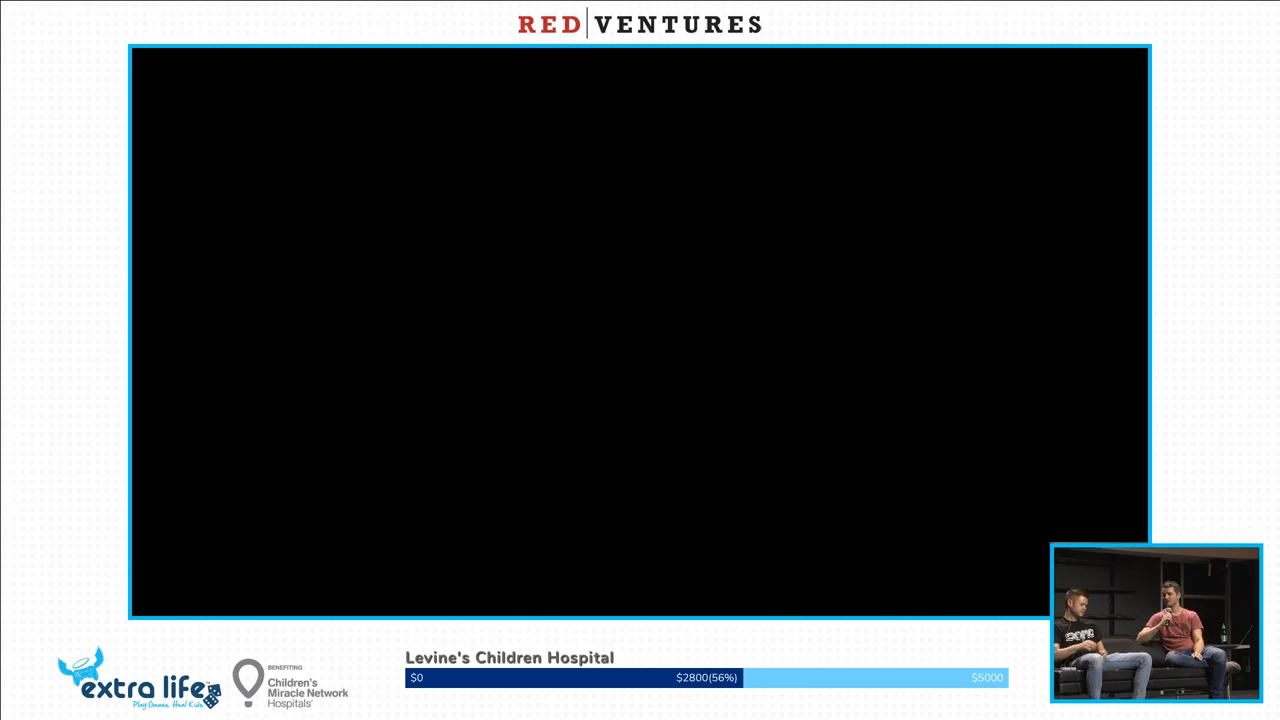 RED VENTURES
Levine's Children Hospital
$0 $2800(56%) $5000
extra life
Play Games. Heal Kids
BENEFITING
Children's
Miracle Network
Hospitals